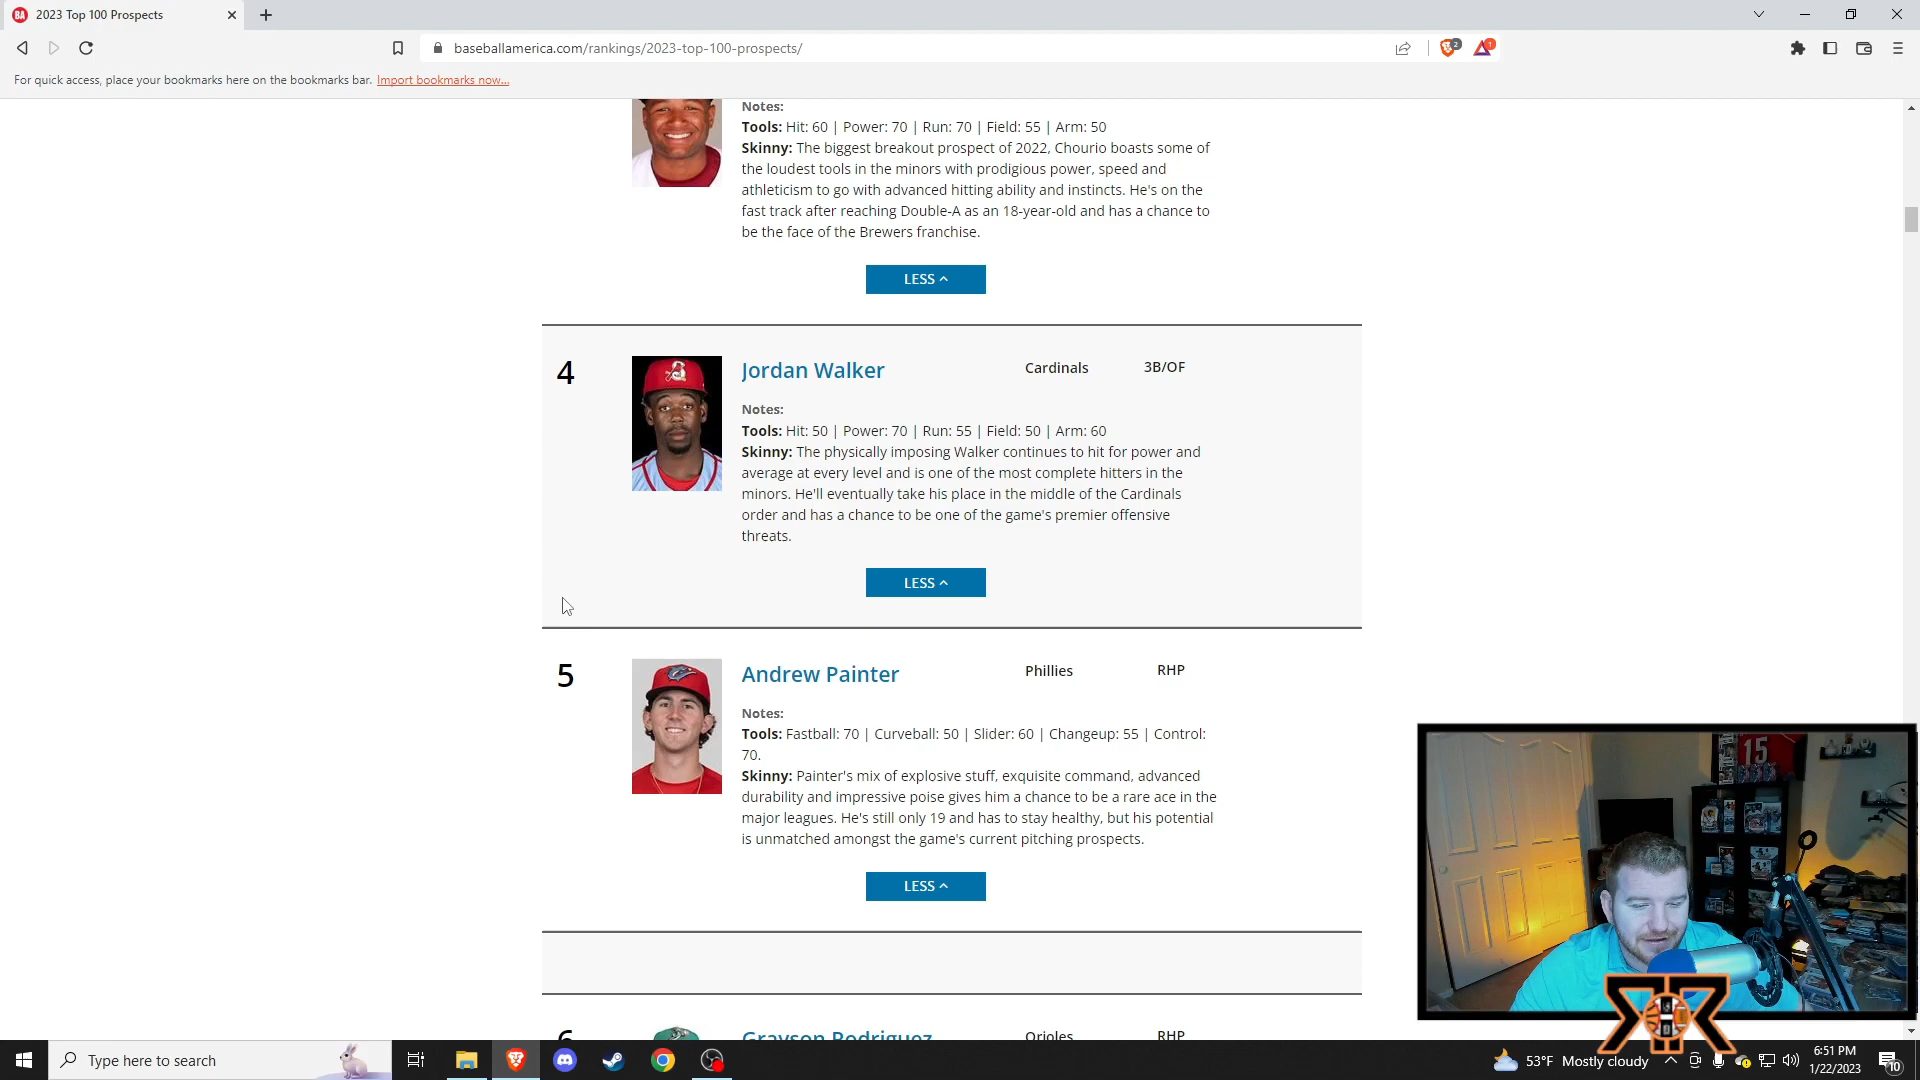 2023 Top 100 Prospects
baseballamerica.com/rankings/2023-top-100-prospects/
2
1
For quick access, place your bookmarks here on the bookmarks bar. Import bookmarks now...
Notes:
Tools: Hit: 60 | Power: 70 | Run: 70 | Field: 55 | Arm: 50
Skinny: The biggest breakout prospect of 2022, Chourio boasts some of
the loudest tools in the minors with prodigious power, speed and
athleticism to go with advanced hitting ability and instincts. He's on the
fast track after reaching Double-A as an 18-year-old and has a chance to
be the face of the Brewers franchise.
LESS
4
Jordan Walker
Cardinals
3B/OF
Notes:
Tools: Hit: 50 | Power: 70 | Run: 55 | Field: 50 | Arm: 60
Skinny: The physically imposing Walker continues to hit for power and
average at every level and is one of the most complete hitters in the
minors. He'll eventually take his place in the middle of the Cardinals
order and has a chance to be one of the game's premier offensive
threats.
LESS
5
Andrew Painter
Phillies
RHP
Notes:
Tools: Fastball: 70 | Curveball: 50 | Slider: 60 | Changeup: 55 | Control:
70.
Skinny: Painter's mix of explosive stuff, exquisite command, advanced
durability and impressive poise gives him a chance to be a rare ace in the
major leagues. He's still only 19 and has to stay healthy, but his potential
is unmatched amongst the game's current pitching prospects.
LESS
6
Grayson Rodriguez
Orioles
RHP
15
Type here to search
53°F Mostly cloudy
6:51 PM
1/22/2023
10